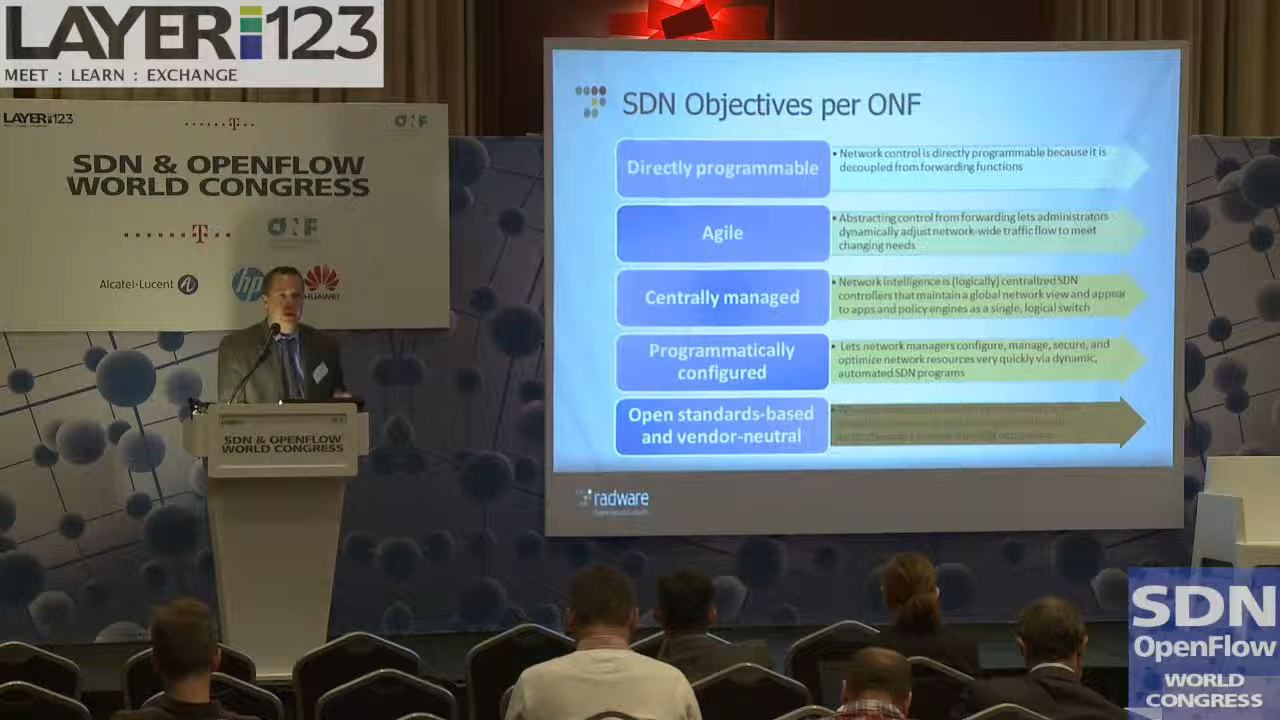 LAYER 123
MEET : LEARN : EXCHANGE
LAYER123
ONF
SDN & OPENFLOW
WORLD CONGRESS
T
ONF
Alcatel-Lucent
hp
HUAWEI
SDN & OPENFLOW
WORLD CONGRESS
SDN Objectives per ONF
Directly programmable
• Network control is directly programmable because it is
decoupled from forwarding functions
Agile
• Abstracting control from forwarding lets administrators
dynamically adjust network-wide traffic flow to meet
changing needs
Centrally managed
• Network intelligence is (logically) centralized SDN
controllers that maintain a global network view and appear
to apps and policy engines as a single, logical switch
Programmatically
configured
• Lets network managers configure, manage, secure, and
optimize network resources very quickly via dynamic,
automated SDN programs
Open standards-based
and vendor-neutral
radware
SDN
OpenFlow
WORLD
CONGRESS